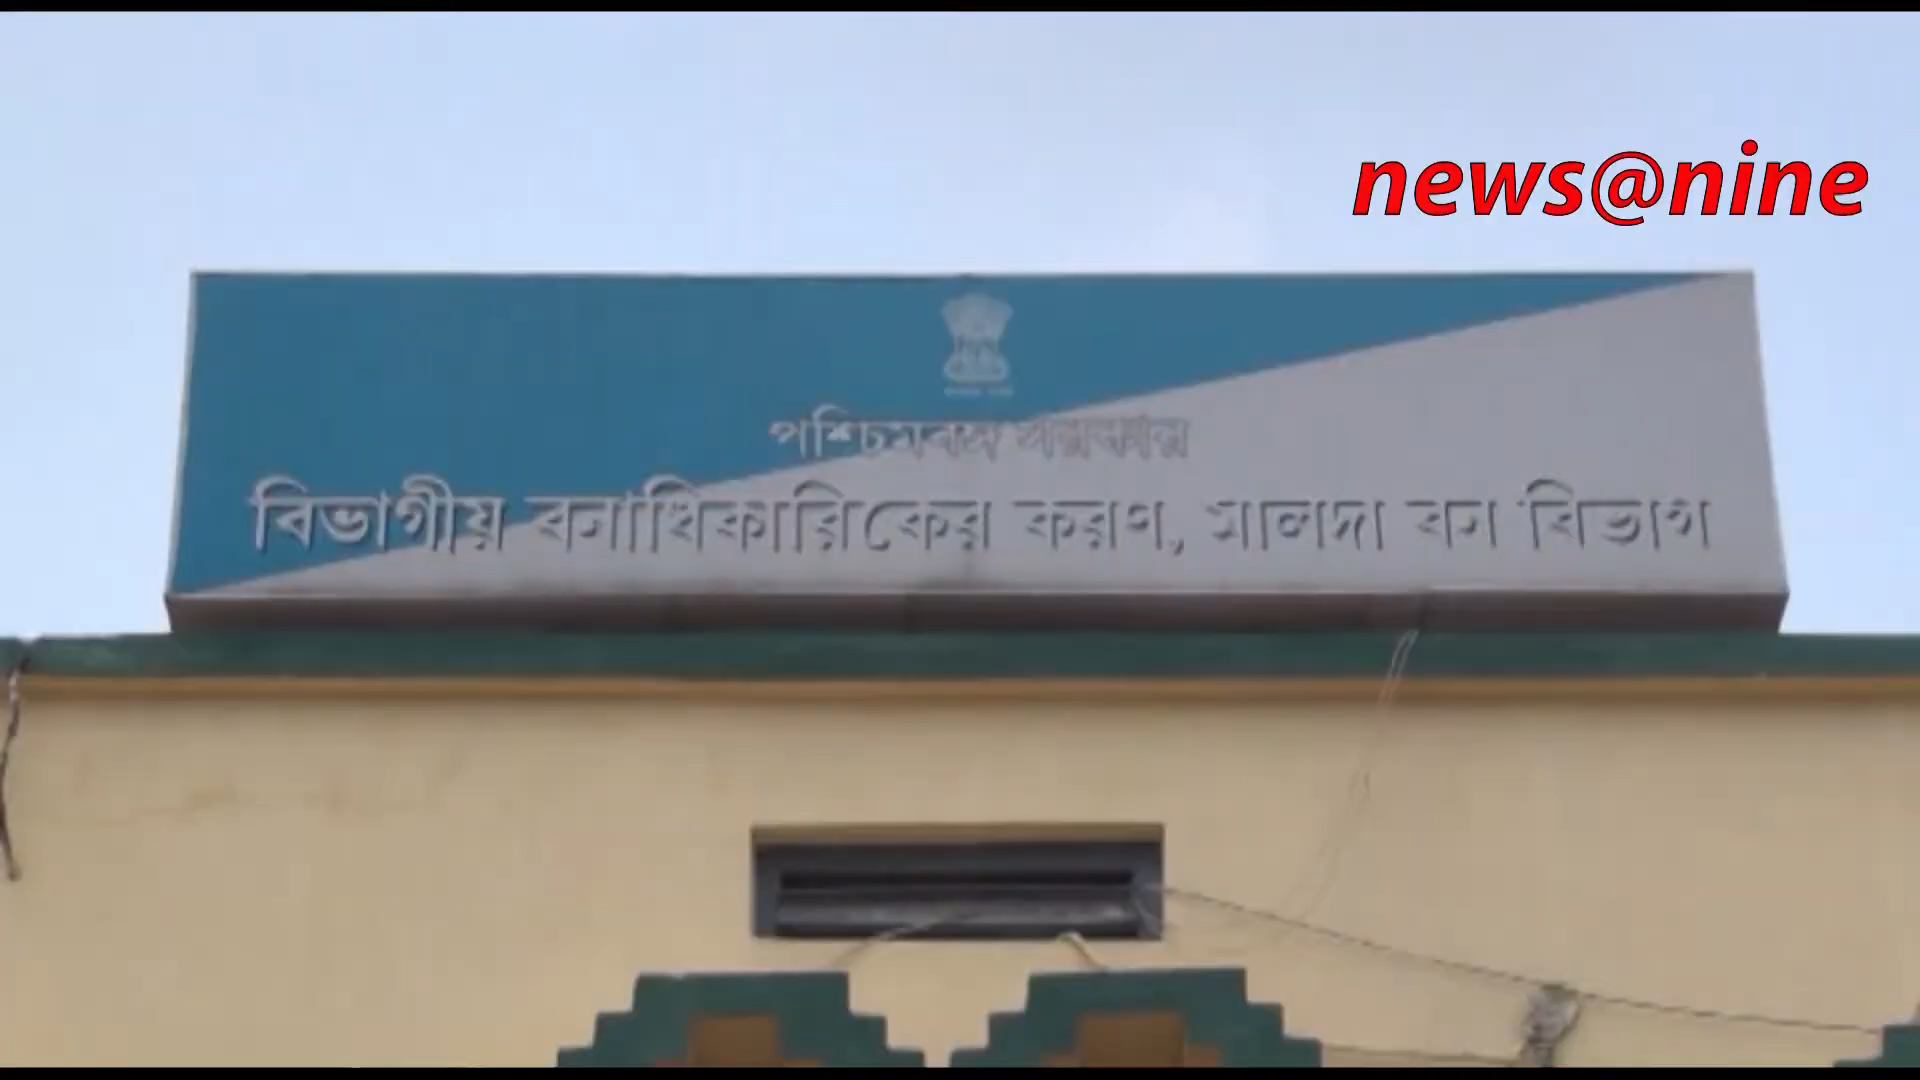 news@nine
পশ্চিমবঙ্গ সরকার
বিভাগীয় বনাধিকারিকের করণ, মালদা বন বিভাগ